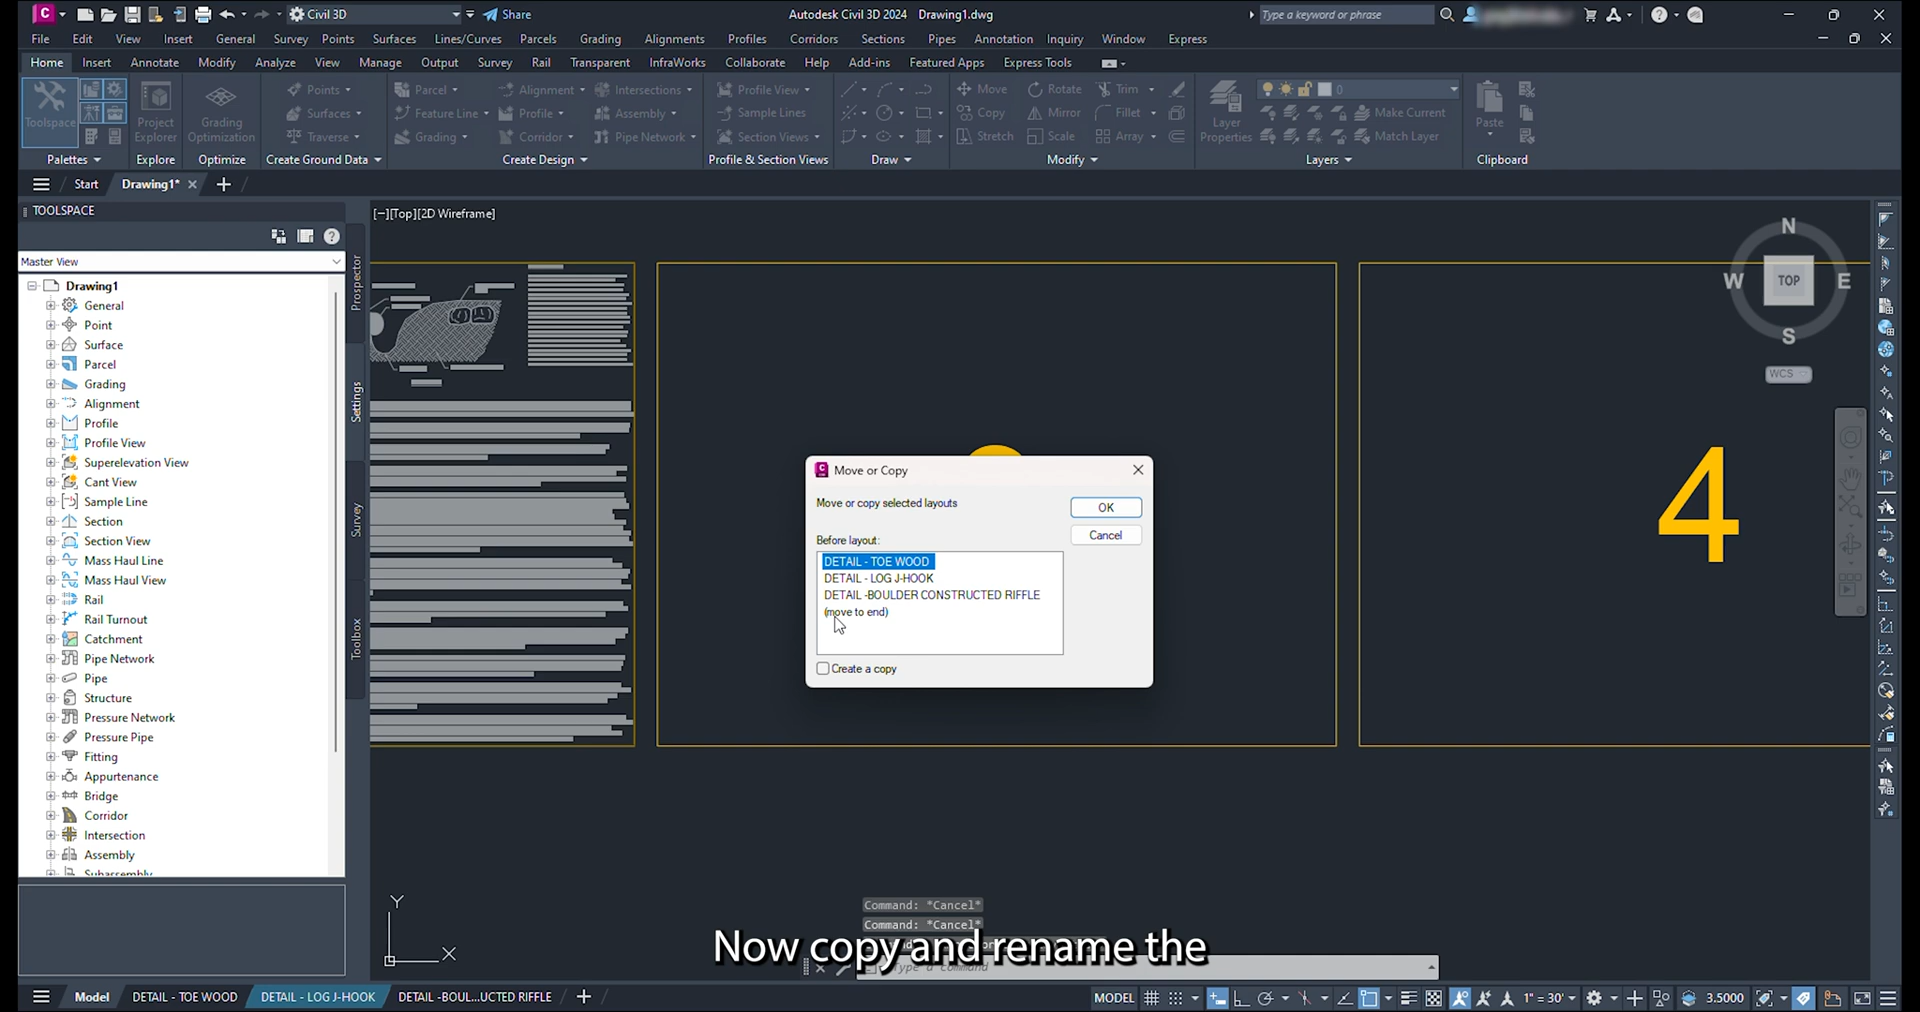 Civil 3D
Share
Autodesk Civil 3D 2024 Drawing1.dwg
Type a keyword or phrase
File Edit View Insert General Survey Points Surfaces Lines/Curves Parcels Grading Alignments Profiles Corridors Sections Pipes Annotation Inquiry Window Express
Home Insert Annotate Modify Analyze View Manage Output Survey Rail Transparent InfraWorks Collaborate Help Add-ins Featured Apps Express Tools
Toolspace
Project Explorer
Grading Optimization
Points
Surfaces
Traverse
Parcel
Feature Line
Grading
Alignment
Profile
Corridor
Intersections
Assembly
Pipe Network
Profile View
Sample Lines
Section Views
Move
Copy
Stretch
Rotate
Mirror
Scale
Trim
Fillet
Array
Layer Properties
0
Make Current
Match Layer
Paste
Palettes Explore Optimize Create Ground Data Create Design Profile & Section Views Draw Modify Layers Clipboard
Start Drawing1*
TOOLSPACE
[−][Top][2D Wireframe]
Master View
Drawing1
General
Point
Surface
Parcel
Grading
Alignment
Profile
Profile View
Superelevation View
Cant View
Sample Line
Section
Section View
Mass Haul Line
Mass Haul View
Rail
Rail Turnout
Catchment
Pipe Network
Pipe
Structure
Pressure Network
Pressure Pipe
Fitting
Appurtenance
Bridge
Corridor
Intersection
Assembly
Subassembly
Prospector
Settings
Survey
Toolbox
N
W TOP E
S
WCS
4
Move or Copy
Move or copy selected layouts
OK
Cancel
Before layout:
DETAIL - TOE WOOD
DETAIL - LOG J-HOOK
DETAIL -BOULDER CONSTRUCTED RIFFLE
(move to end)
Create a copy
Y
X
Command: *Cancel*
Command: *Cancel*
Now copy and rename the
Type a command
Model DETAIL - TOE WOOD DETAIL - LOG J-HOOK DETAIL -BOUL...UCTED RIFFLE
MODEL 1" = 30' 3.5000